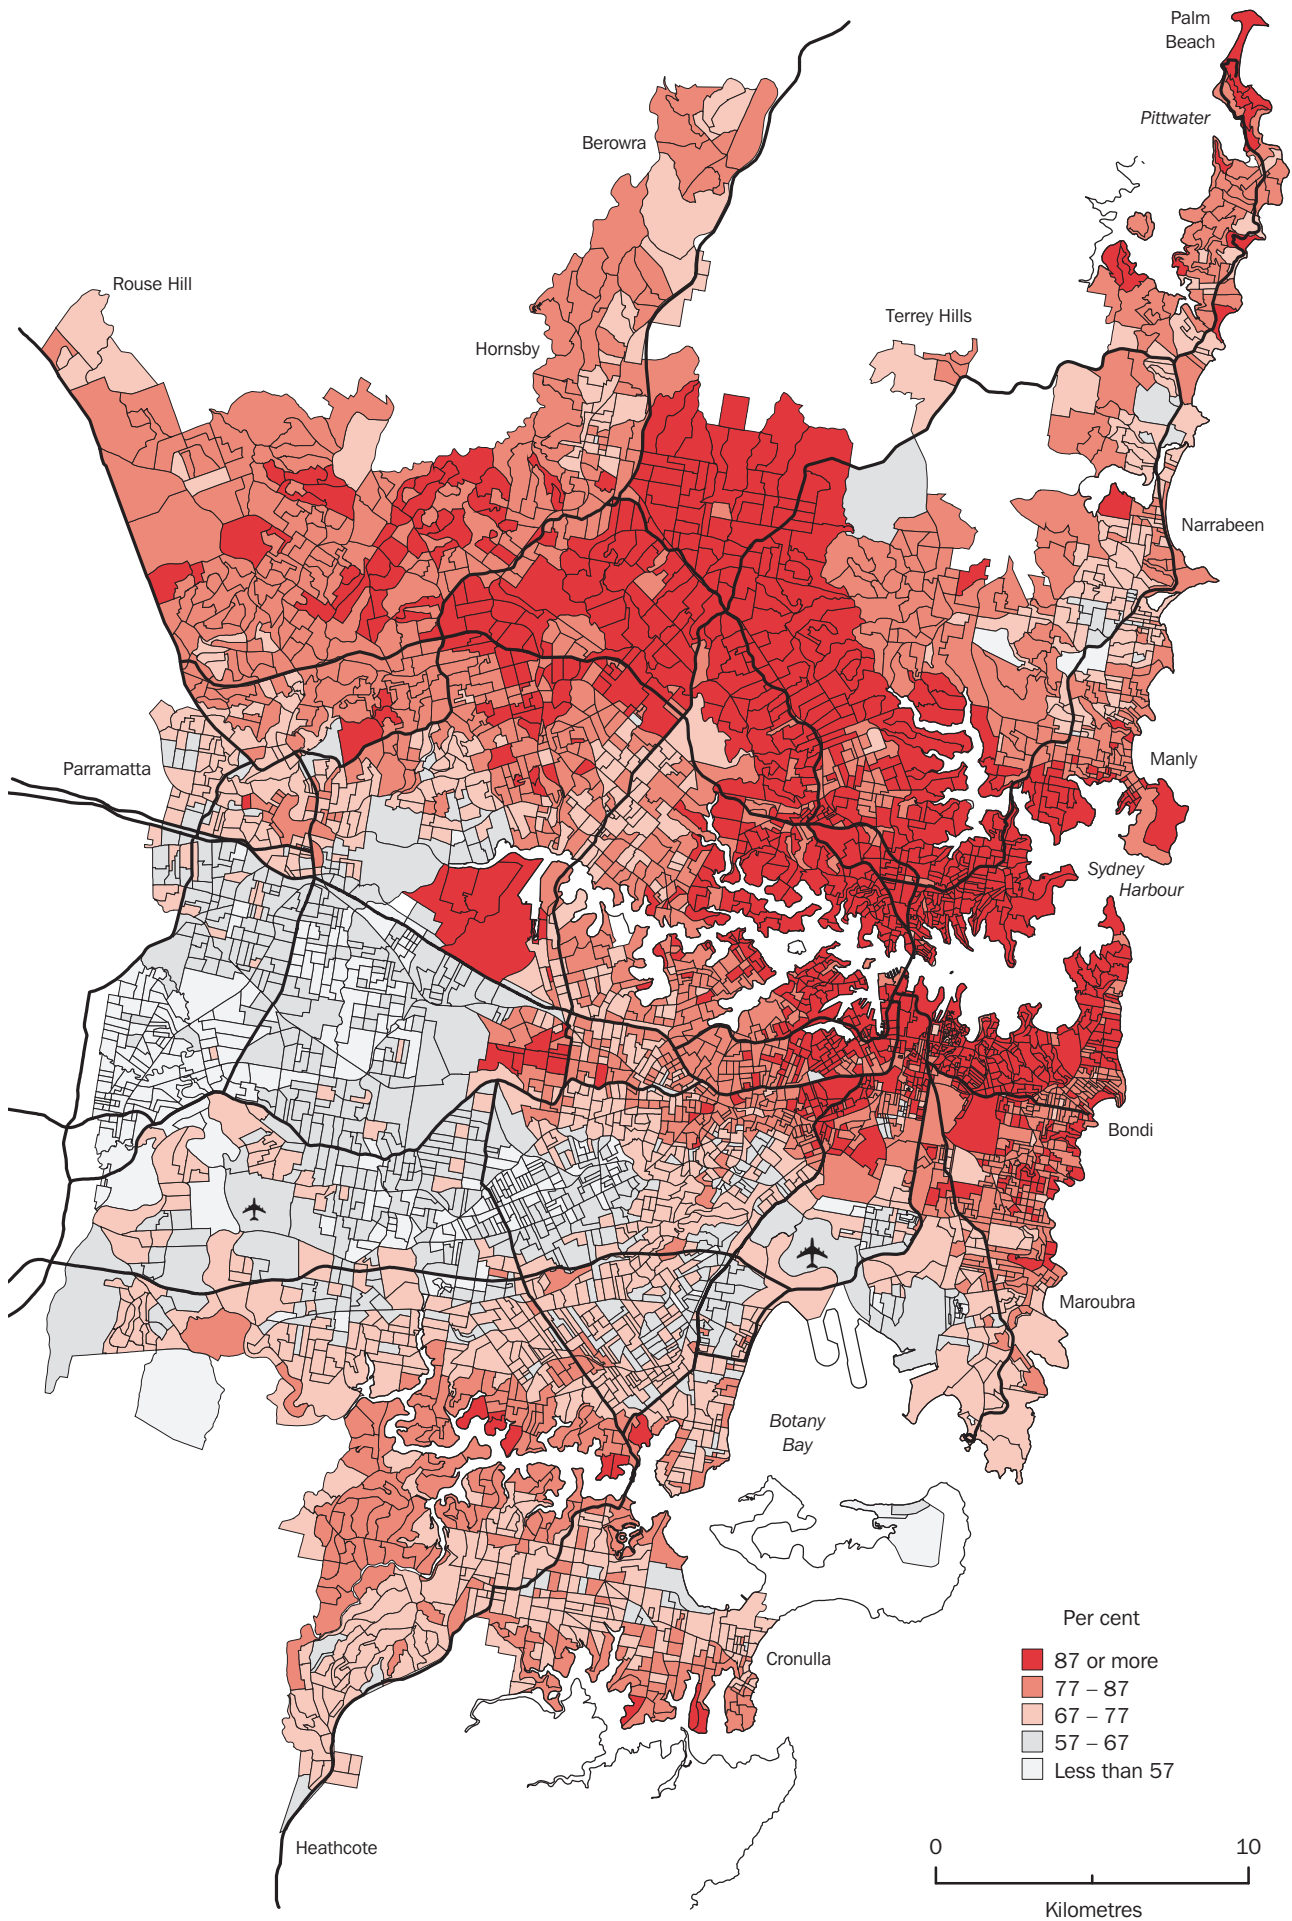 Palm
Beach
Pittwater
Berowra
Rouse Hill
Terrey Hills
Hornsby
Narrabeen
Manly
Parramatta
Sydney
Harbour
Bondi
Maroubra
Botany
Bay
Per cent
Cronulla
87 or more
77 – 87
67 – 77
57 – 67
Less than 57
Heathcote
0 10
Kilometres